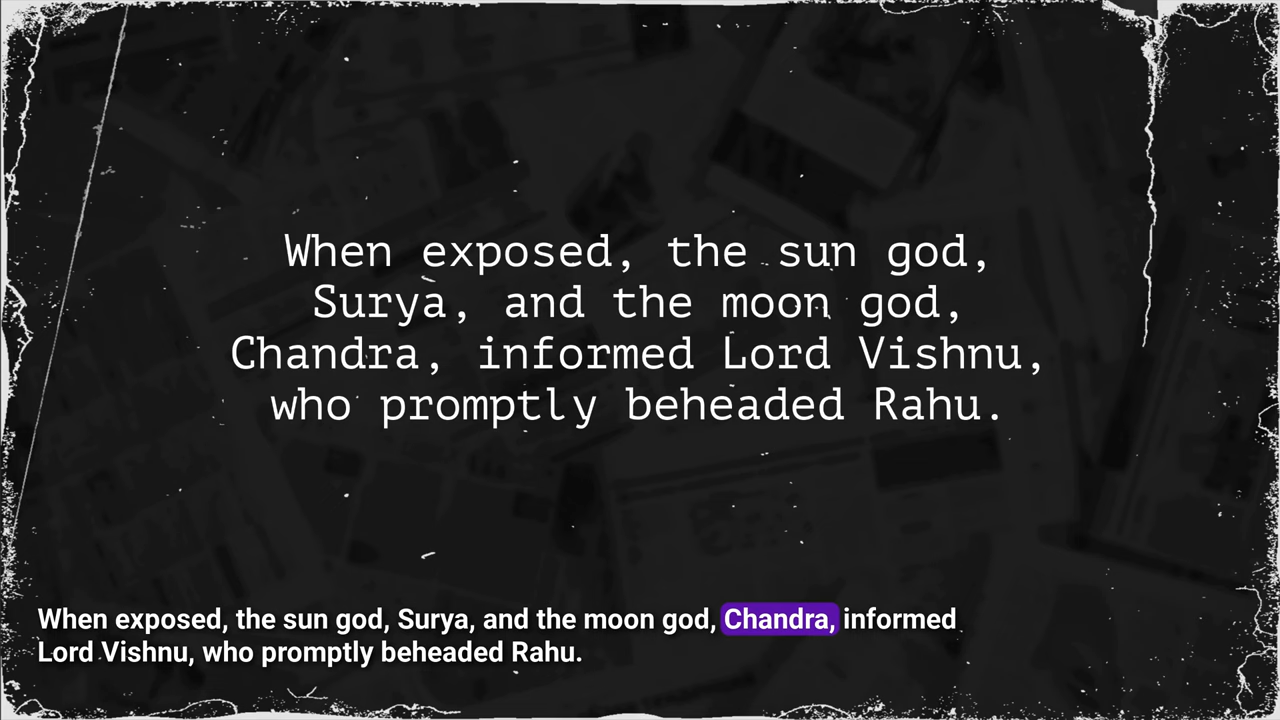 When exposed, the sun god,
Surya, and the moon god,
Chandra, informed Lord Vishnu,
who promptly beheaded Rahu.
When exposed, the sun god, Surya, and the moon god, Chandra, informed
Lord Vishnu, who promptly beheaded Rahu.